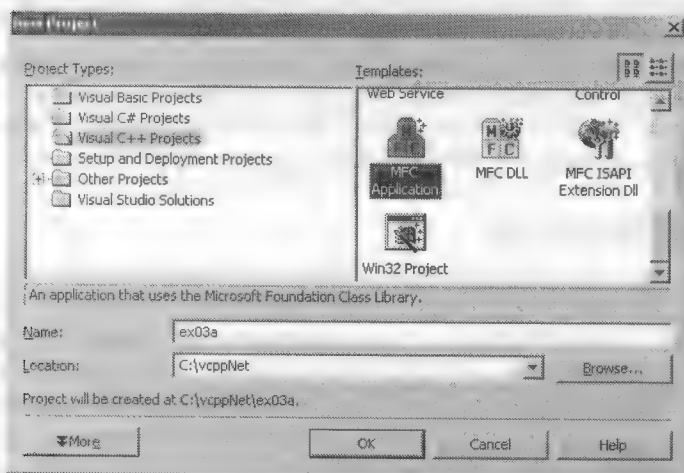 New Project
Project Types:
Templates:
Visual Basic Projects
Visual C# Projects
Visual C++ Projects
Setup and Deployment Projects
Other Projects
Visual Studio Solutions
Web Service
Control
MFC Application
MFC DLL
MFC ISAPI Extension Dll
Win32 Project
An application that uses the Microsoft Foundation Class Library.
Name:
ex03a
Location:
C:\vcppNet
Browse...
Project will be created at C:\vcppNet\ex03a.
More
OK
Cancel
Help